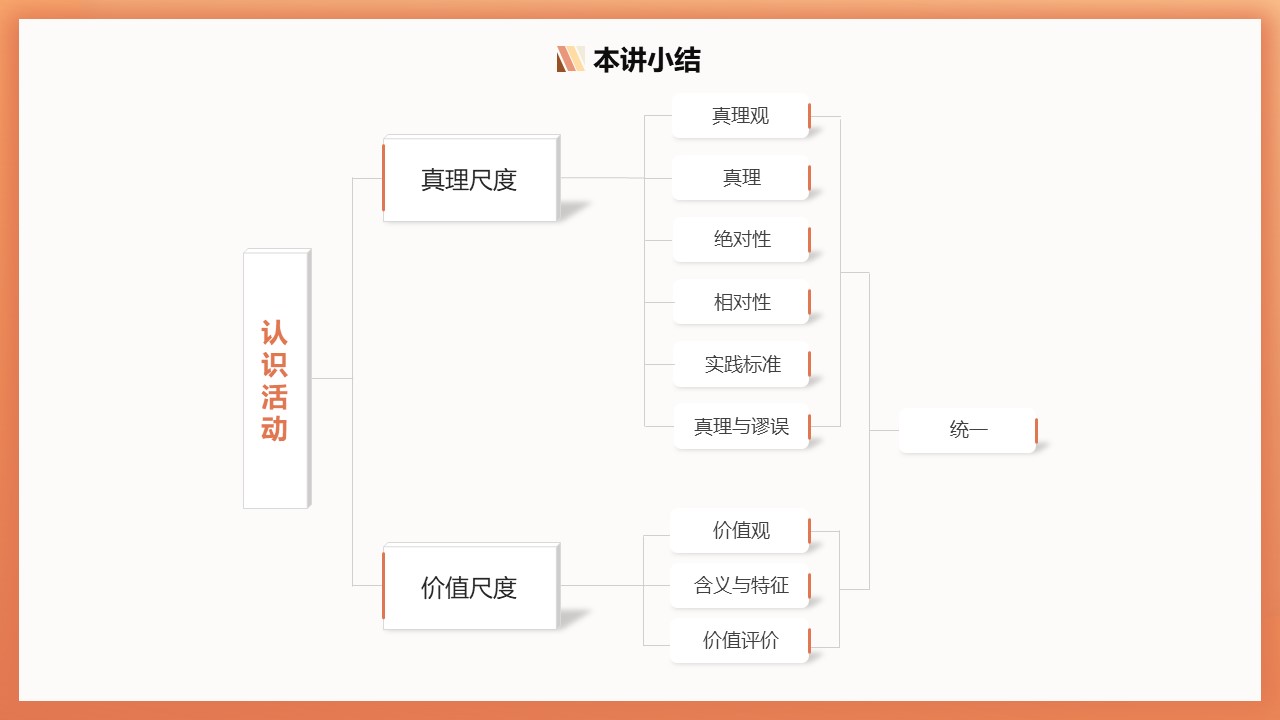 本讲小结
认识活动
真理尺度
真理观
真理
绝对性
相对性
实践标准
真理与谬误
价值尺度
价值观
含义与特征
价值评价
统一